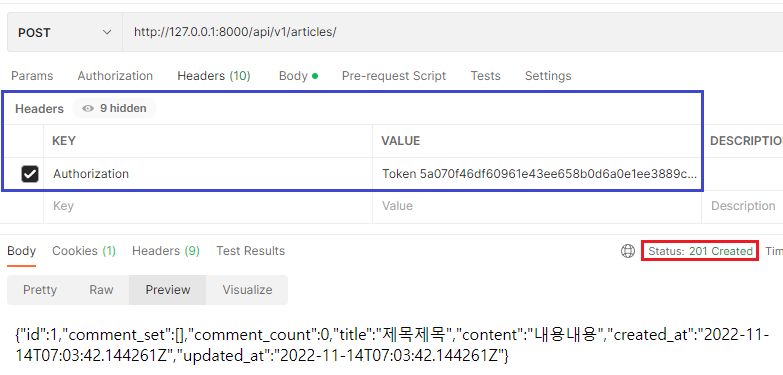 POST http://127.0.0.1:8000/api/v1/articles/
Params Authorization Headers (10) Body Pre-request Script Tests Settings
Headers 9 hidden
KEY VALUE DESCRIPTION
Authorization Token 5a070f46df60961e43ee658b0d6a0e1ee3889c...
Key Value Description
Body Cookies (1) Headers (9) Test Results Status: 201 Created Tim
Pretty Raw Preview Visualize
{"id":1,"comment_set":[],"comment_count":0,"title":"제목제목","content":"내용내용","created_at":"2022-11-
14T07:03:42.144261Z","updated_at":"2022-11-14T07:03:42.144261Z"}